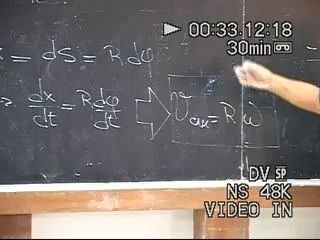 00:33.12:18
30min
x = dS = R dφ
dx/dt = R dφ/dt ⇒ V_cm = R ω
DV SP
NS 48K
VIDEO IN